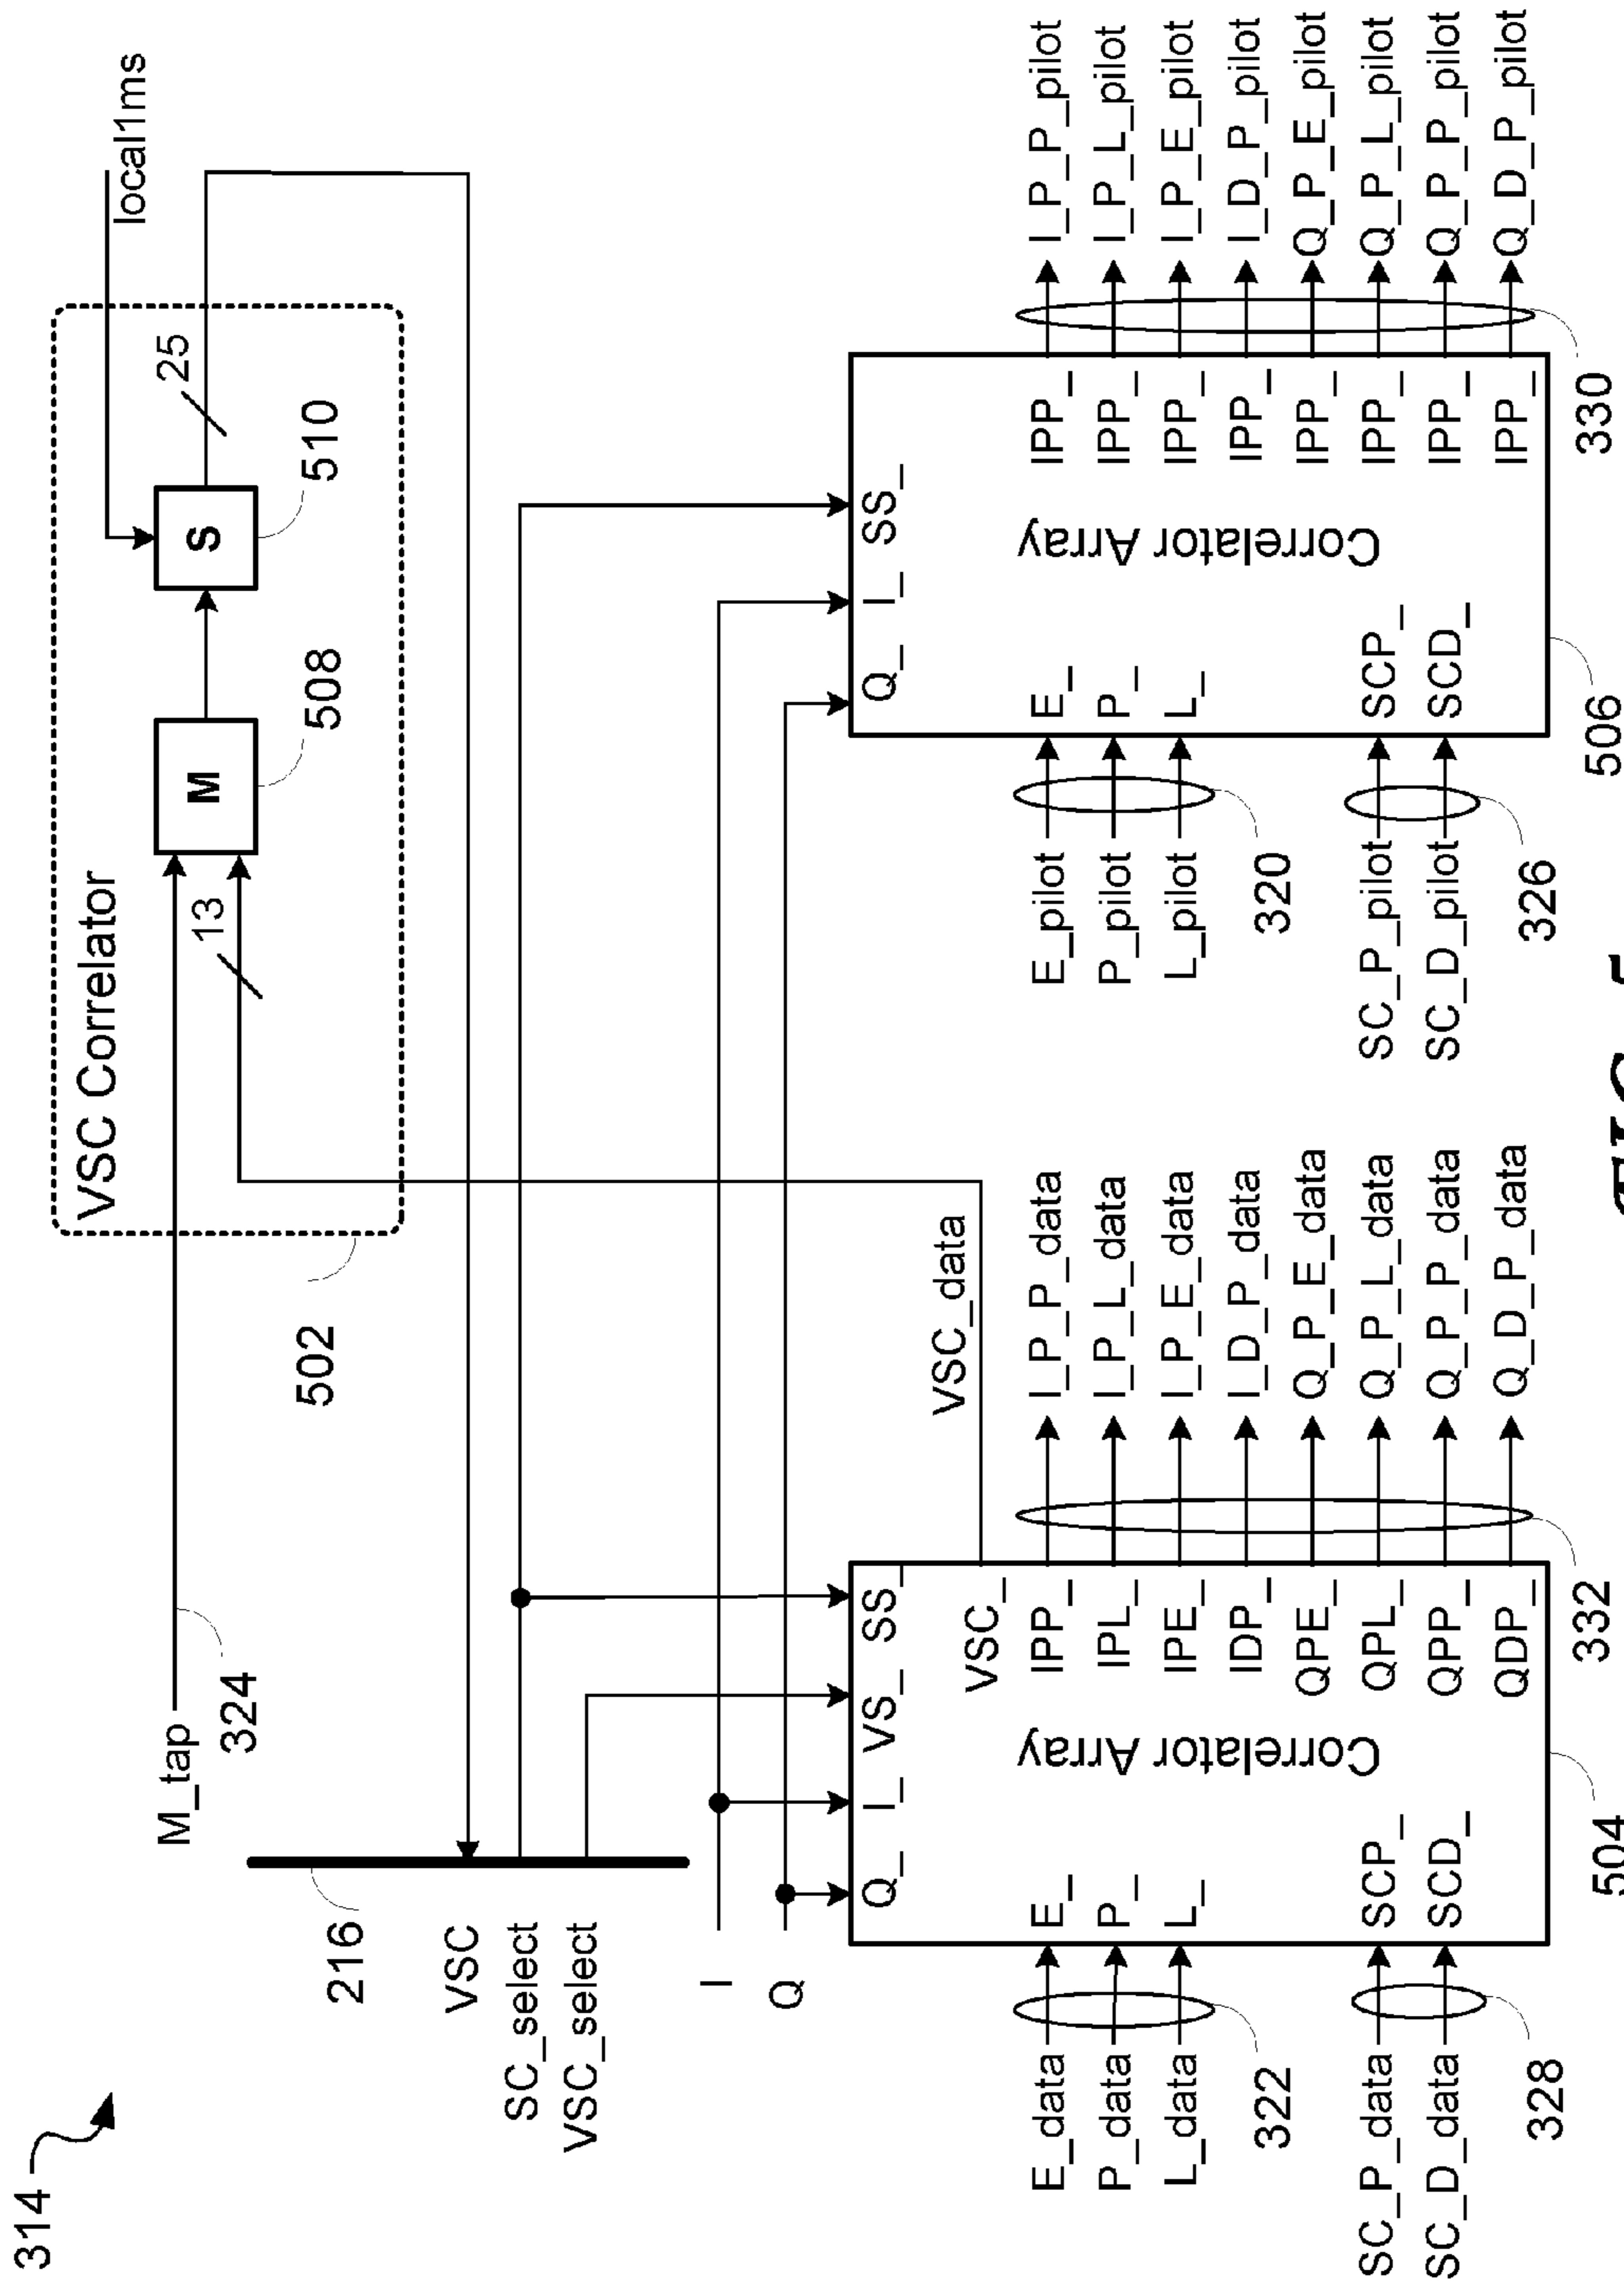 314
M_tap
324
VSC Correlator
local1ms
13
25
M
S
508
510
502
216
VSC
SC_select
VSC_select
I
Q
VSC_data
Q_
I_
VS_
SS_
Q_
I_
SS_
E_data
P_data
L_data
322
SC_P_data
SC_D_data
328
E_
P_
L_
SCP_
SCD_
Correlator Array
VSC_
IPP_
IPL_
IPE_
IDP_
QPE_
QPL_
QPP_
QDP_
504
332
I_P_P_data
I_P_L_data
I_P_E_data
I_D_P_data
Q_P_E_data
Q_P_L_data
Q_P_P_data
Q_D_P_data
E_pilot
P_pilot
L_pilot
320
SC_P_pilot
SC_D_pilot
326
E_
P_
L_
SCP_
SCD_
Correlator Array
IPP_
IPP_
IPP_
IPP_
IPP_
IPP_
IPP_
IPP_
506
330
I_P_P_pilot
I_P_L_pilot
I_P_E_pilot
I_D_P_pilot
Q_P_E_pilot
Q_P_L_pilot
Q_P_P_pilot
Q_D_P_pilot